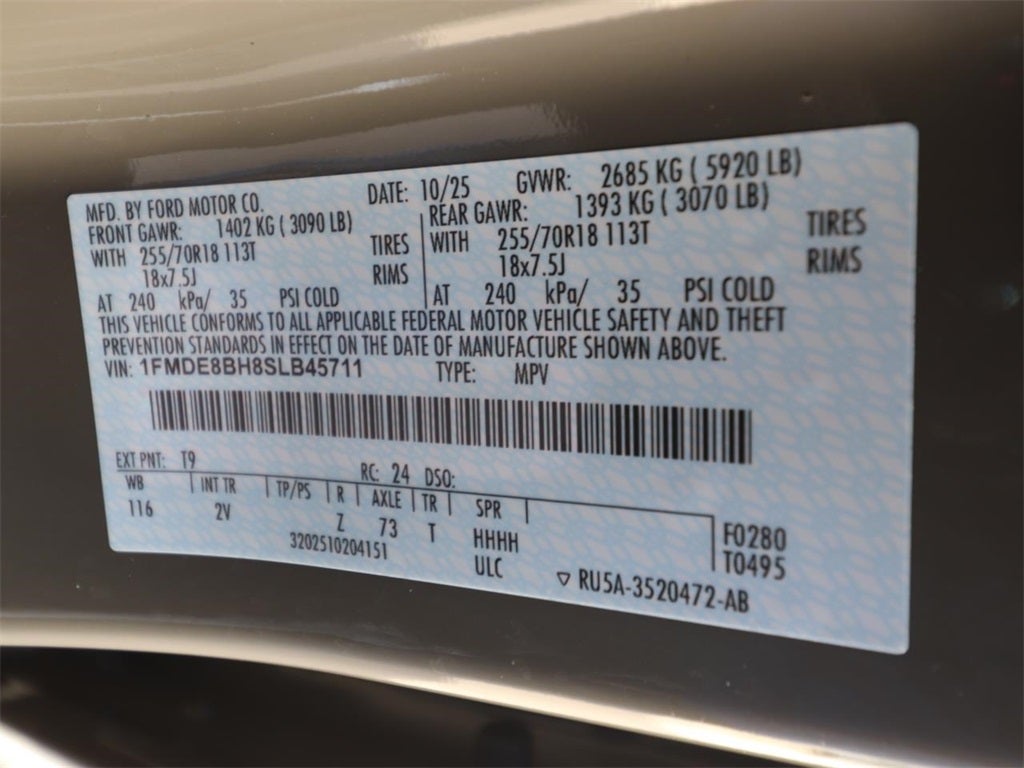 MFD. BY FORD MOTOR CO. DATE: 10/25 GVWR: 2685 KG ( 5920 LB)
FRONT GAWR: 1402 KG ( 3090 LB) REAR GAWR: 1393 KG ( 3070 LB)
WITH 255/70R18 113T TIRES WITH 255/70R18 113T TIRES
18x7.5J RIMS 18x7.5J RIMS
AT 240 kPa/ 35 PSI COLD AT 240 kPa/ 35 PSI COLD
THIS VEHICLE CONFORMS TO ALL APPLICABLE FEDERAL MOTOR VEHICLE SAFETY AND THEFT
PREVENTION STANDARDS IN EFFECT ON THE DATE OF MANUFACTURE SHOWN ABOVE.
VIN: 1FMDE8BH8SLB45711 TYPE: MPV
EXT PNT: T9 RC: 24 DSO:
WB INT TR TP/PS R AXLE TR SPR
116 2V Z 73 T HHHH F0280
3202510204151 ULC T0495
RU5A-3520472-AB